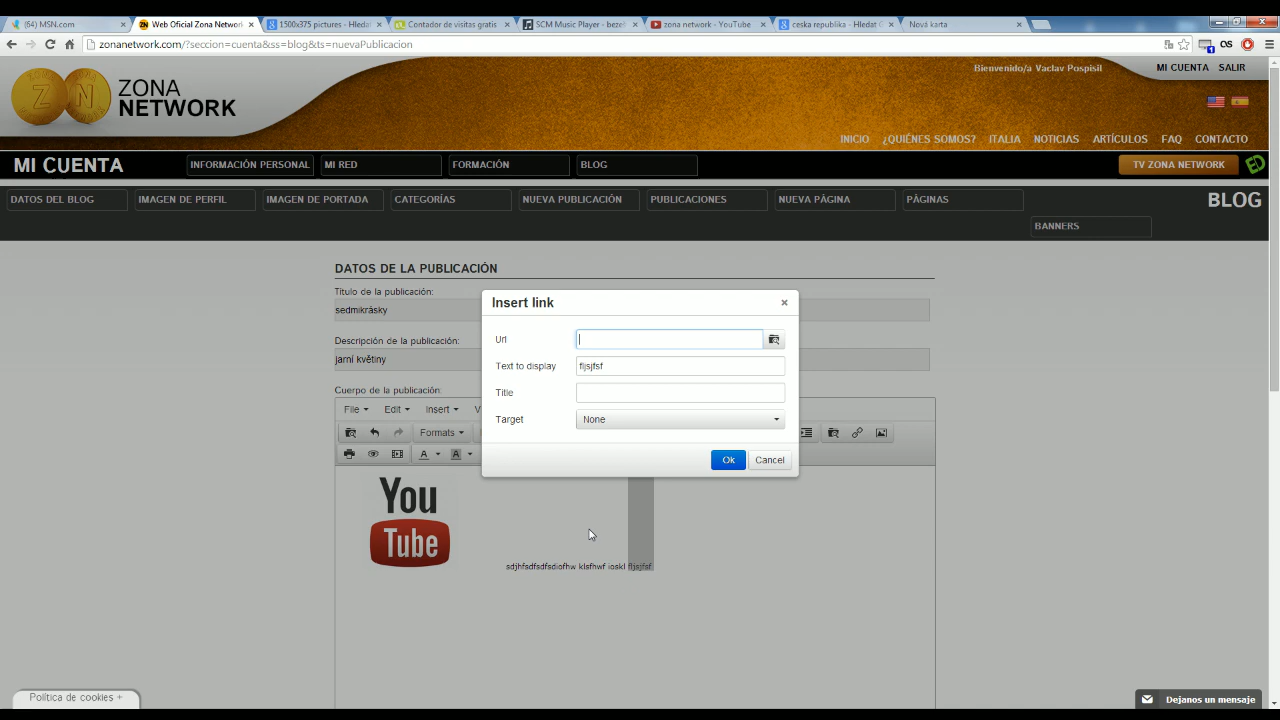 (64) MSN.com
Web Oficial Zona Network
1500x375 pictures - Hledat
Contador de visitas gratis
SCM Music Player - beze
zona network - YouTube
ceska republika - Hledat
Nová karta
zonanetwork.com/?seccion=cuenta&ss=blog&ts=nuevaPublicacion
ZONA
NETWORK
Bienvenido/a Vaclav Pospisil
MI CUENTA SALIR
INICIO ¿QUIÉNES SOMOS? ITALIA NOTICIAS ARTÍCULOS FAQ CONTACTO
MI CUENTA
INFORMACIÓN PERSONAL MI RED FORMACIÓN BLOG
TV ZONA NETWORK
DATOS DEL BLOG IMAGEN DE PERFIL IMAGEN DE PORTADA CATEGORÍAS NUEVA PUBLICACIÓN PUBLICACIONES NUEVA PÁGINA PÁGINAS
BLOG
BANNERS
DATOS DE LA PUBLICACIÓN
Título de la publicación:
sedmikrásky
Descripción de la publicación:
jarní květiny
Cuerpo de la publicación:
File Edit Insert
Formats
Insert link
Url
Text to display fljsjfsf
Title
Target None
Ok Cancel
You
Tube
sdjhfsdfsdfsdiofhw klsfhwf ioskl fljsjfsf
Política de cookies +
Dejanos un mensaje